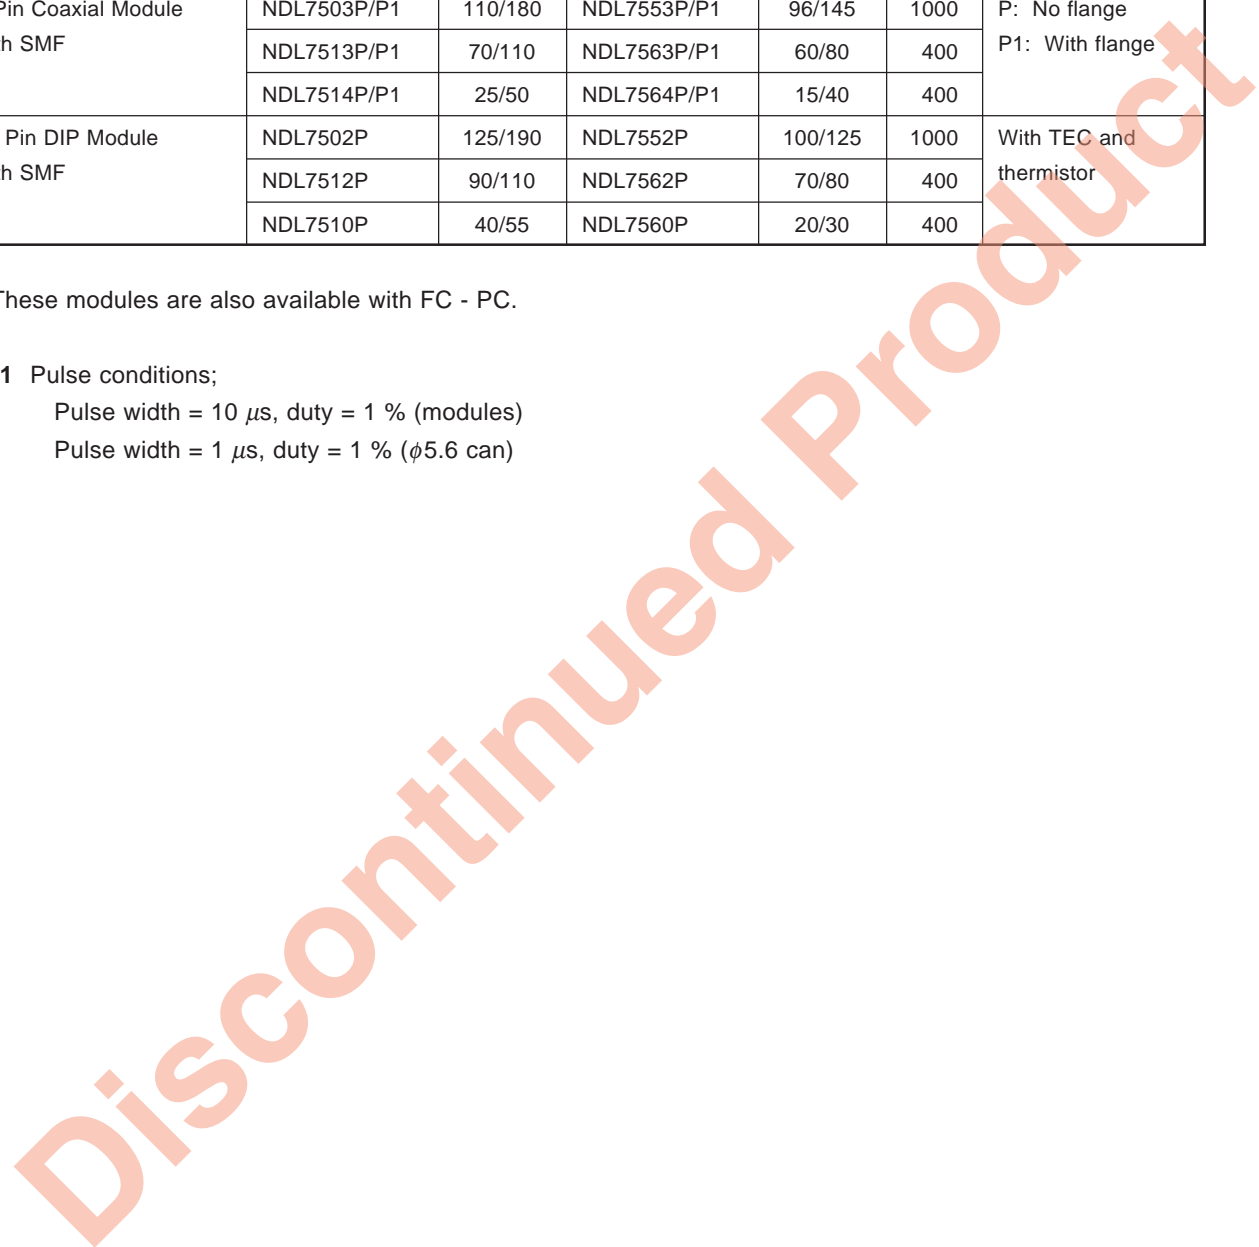 Pin Coaxial Module NDL7503P/P1 110/180 NDL7553P/P1 96/145 1000 P: No flange
th SMF NDL7513P/P1 70/110 NDL7563P/P1 60/80 400 P1: With flange
NDL7514P/P1 25/50 NDL7564P/P1 15/40 400
Pin DIP Module NDL7502P 125/190 NDL7552P 100/125 1000 With TEC and
th SMF NDL7512P 90/110 NDL7562P 70/80 400 thermistor
NDL7510P 40/55 NDL7560P 20/30 400
These modules are also available with FC - PC.
1 Pulse conditions;
Pulse width = 10 μs, duty = 1 % (modules)
Pulse width = 1 μs, duty = 1 % (ϕ5.6 can)
Discontinued Product